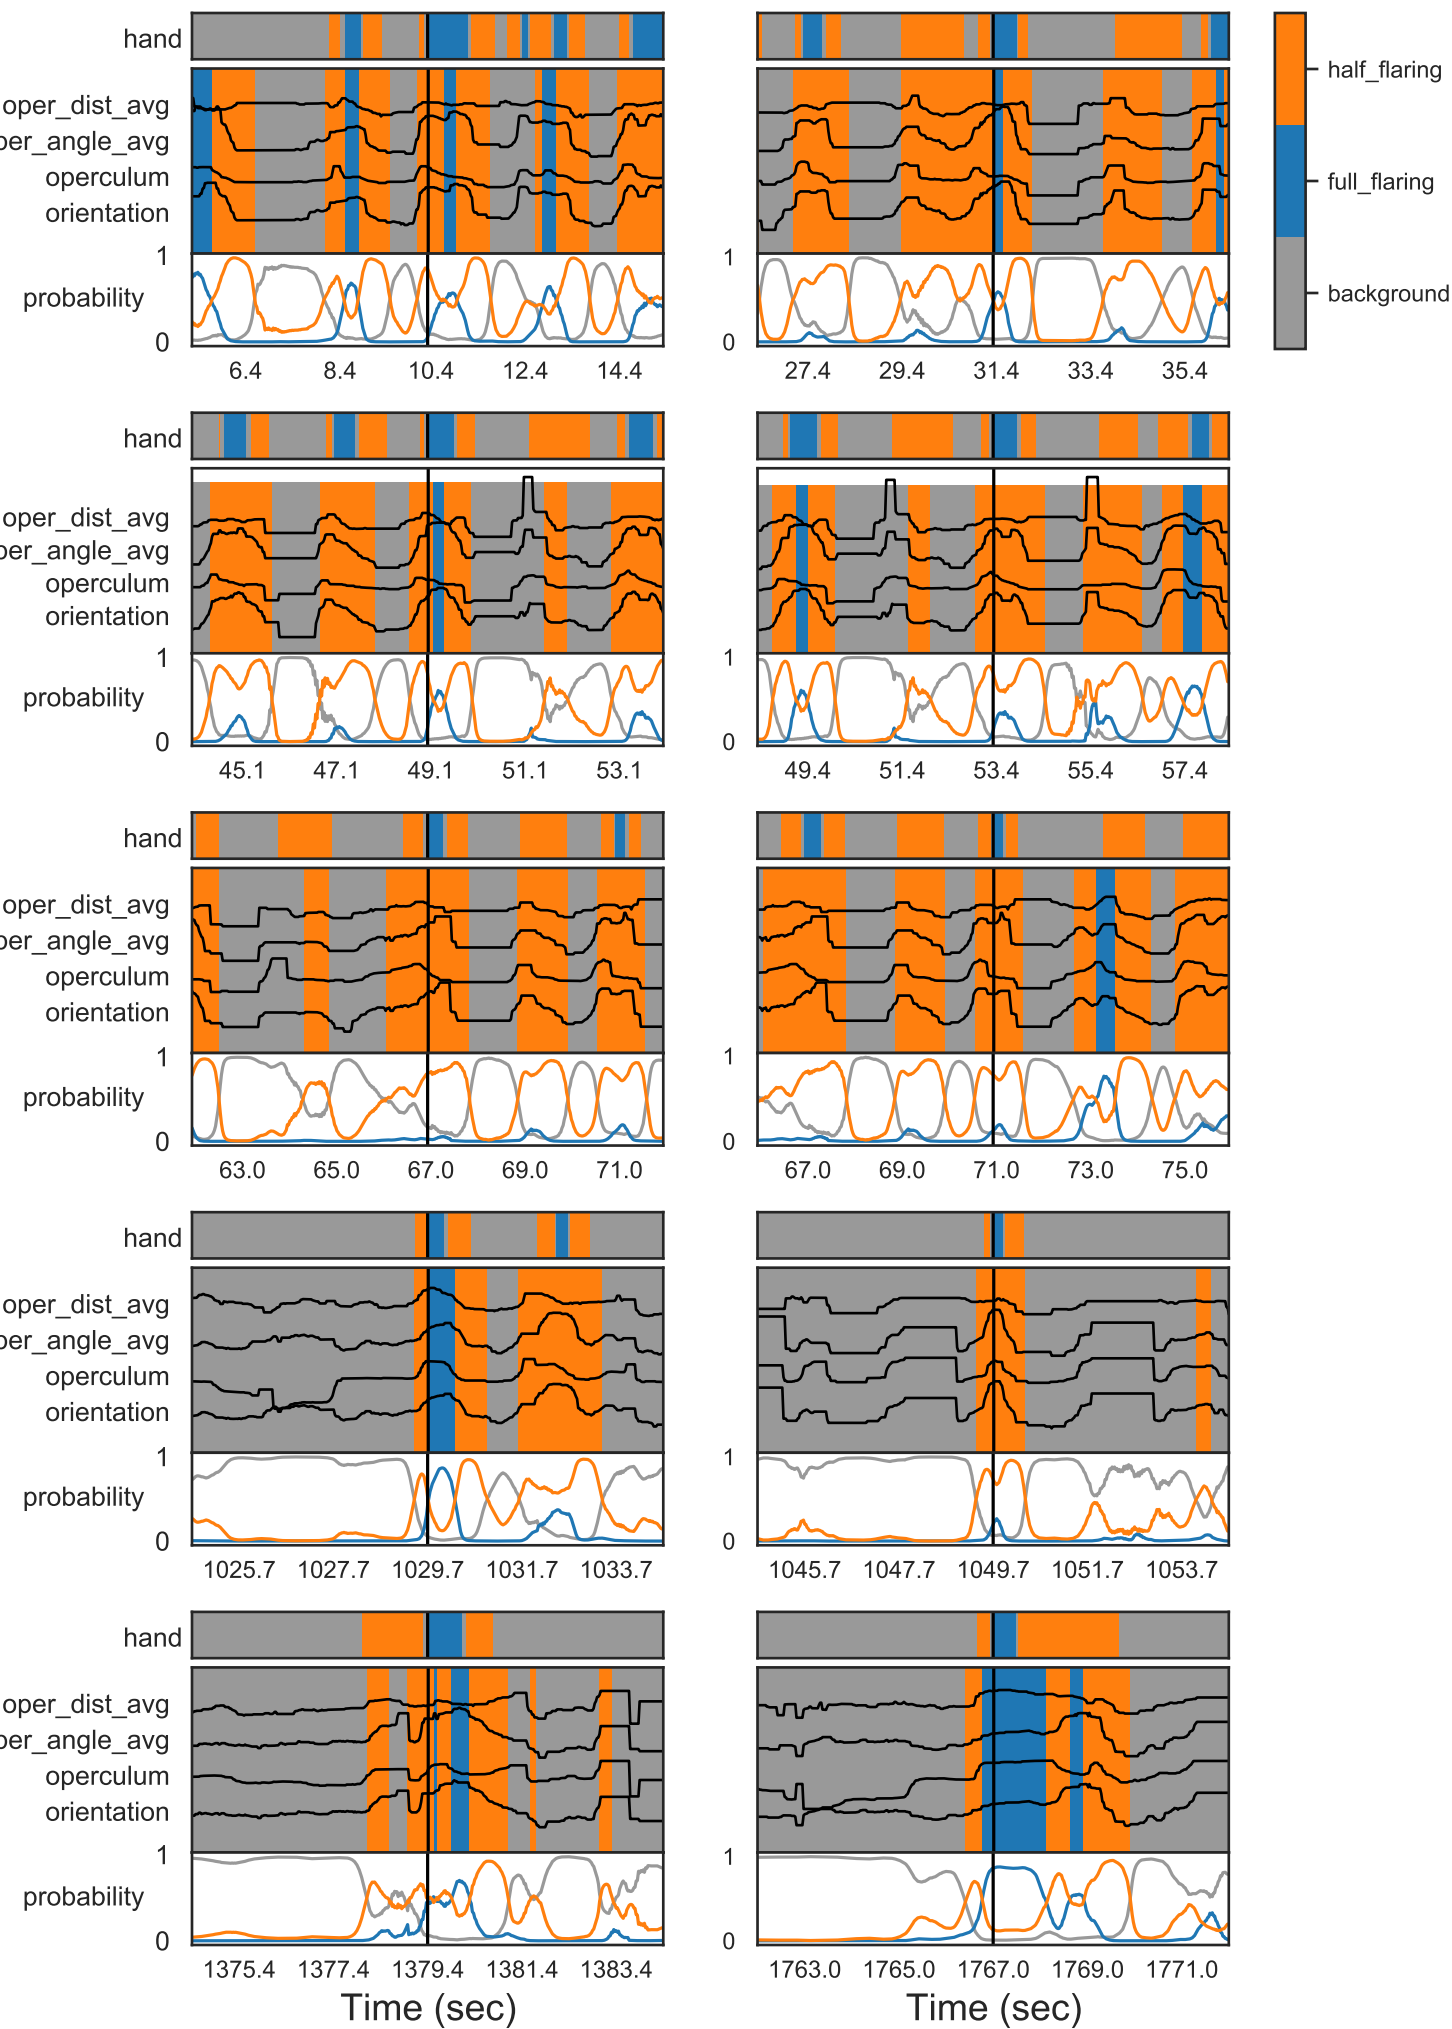 hand
oper_dist_avg
per_angle_avg
operculum
orientation
1
probability
0
6.4 8.4 10.4 12.4 14.4
1
0
27.4 29.4 31.4 33.4 35.4
half_flaring
full_flaring
background
hand
oper_dist_avg
per_angle_avg
operculum
orientation
1
probability
0
45.1 47.1 49.1 51.1 53.1
1
0
49.4 51.4 53.4 55.4 57.4
hand
oper_dist_avg
per_angle_avg
operculum
orientation
1
probability
0
63.0 65.0 67.0 69.0 71.0
1
0
67.0 69.0 71.0 73.0 75.0
hand
oper_dist_avg
per_angle_avg
operculum
orientation
1
probability
0
1025.7 1027.7 1029.7 1031.7 1033.7
1
0
1045.7 1047.7 1049.7 1051.7 1053.7
hand
oper_dist_avg
per_angle_avg
operculum
orientation
1
probability
0
1375.4 1377.4 1379.4 1381.4 1383.4
Time (sec)
1
0
1763.0 1765.0 1767.0 1769.0 1771.0
Time (sec)